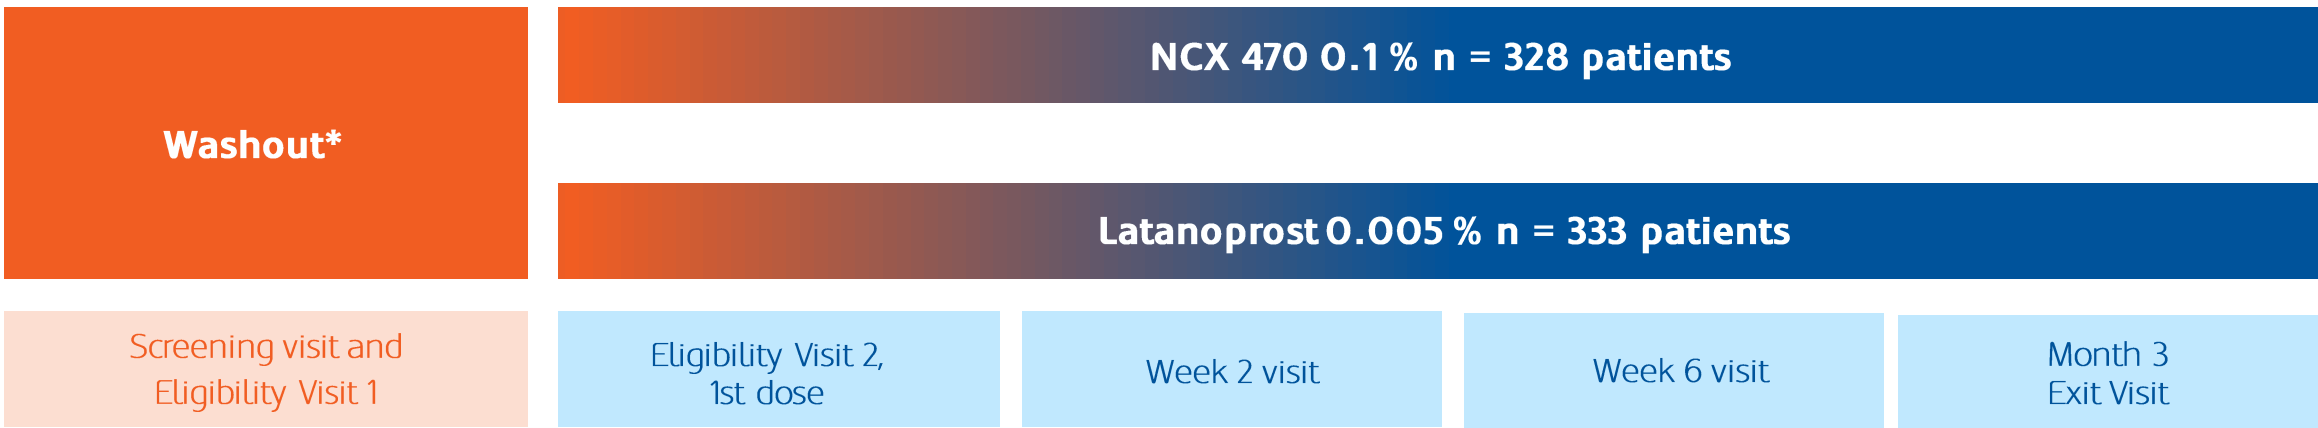 Washout*
NCX 470 0.1 % n = 328 patients
Latanoprost 0.005 % n = 333 patients
Screening visit and
Eligibility Visit 1
Eligibility Visit 2,
1st dose
Week 2 visit
Week 6 visit
Month 3
Exit Visit